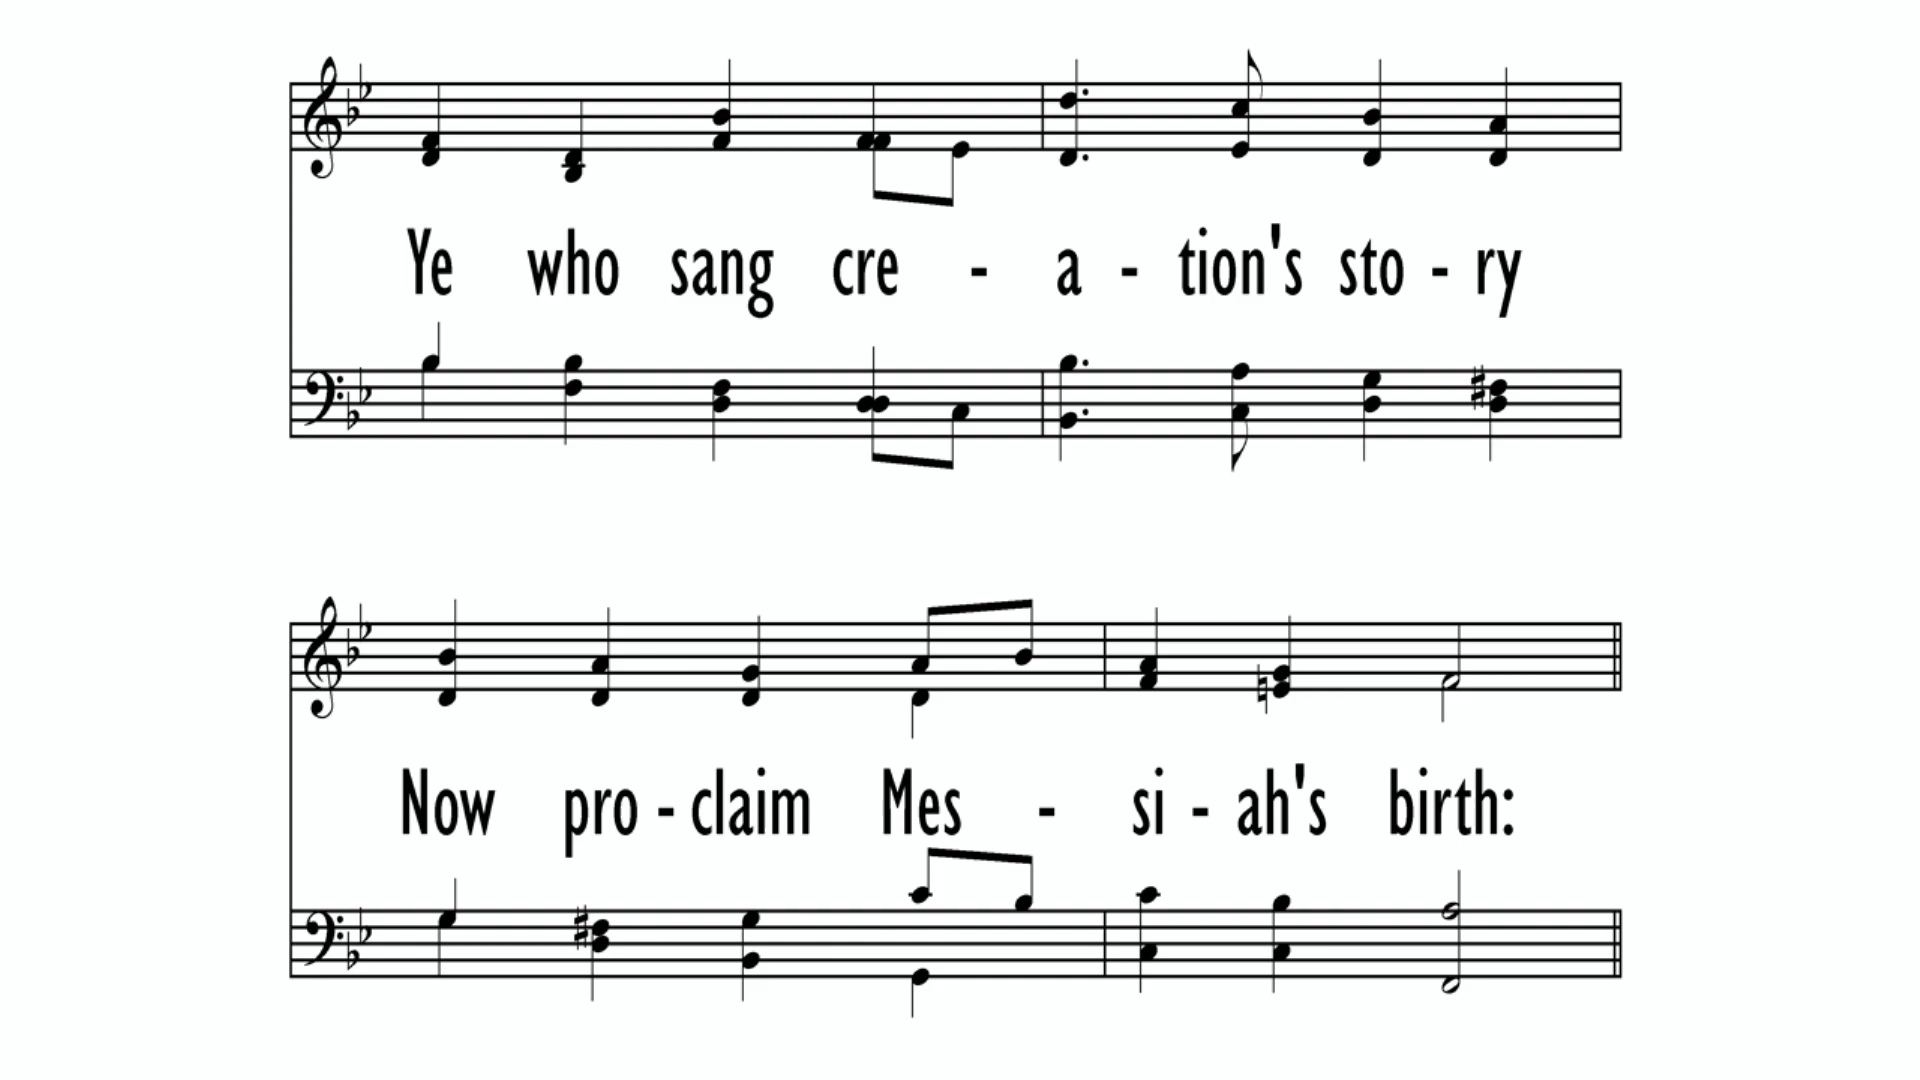 Ye who sang cre - a - tion's sto - ry
Now pro - claim Mes - si - ah's birth: